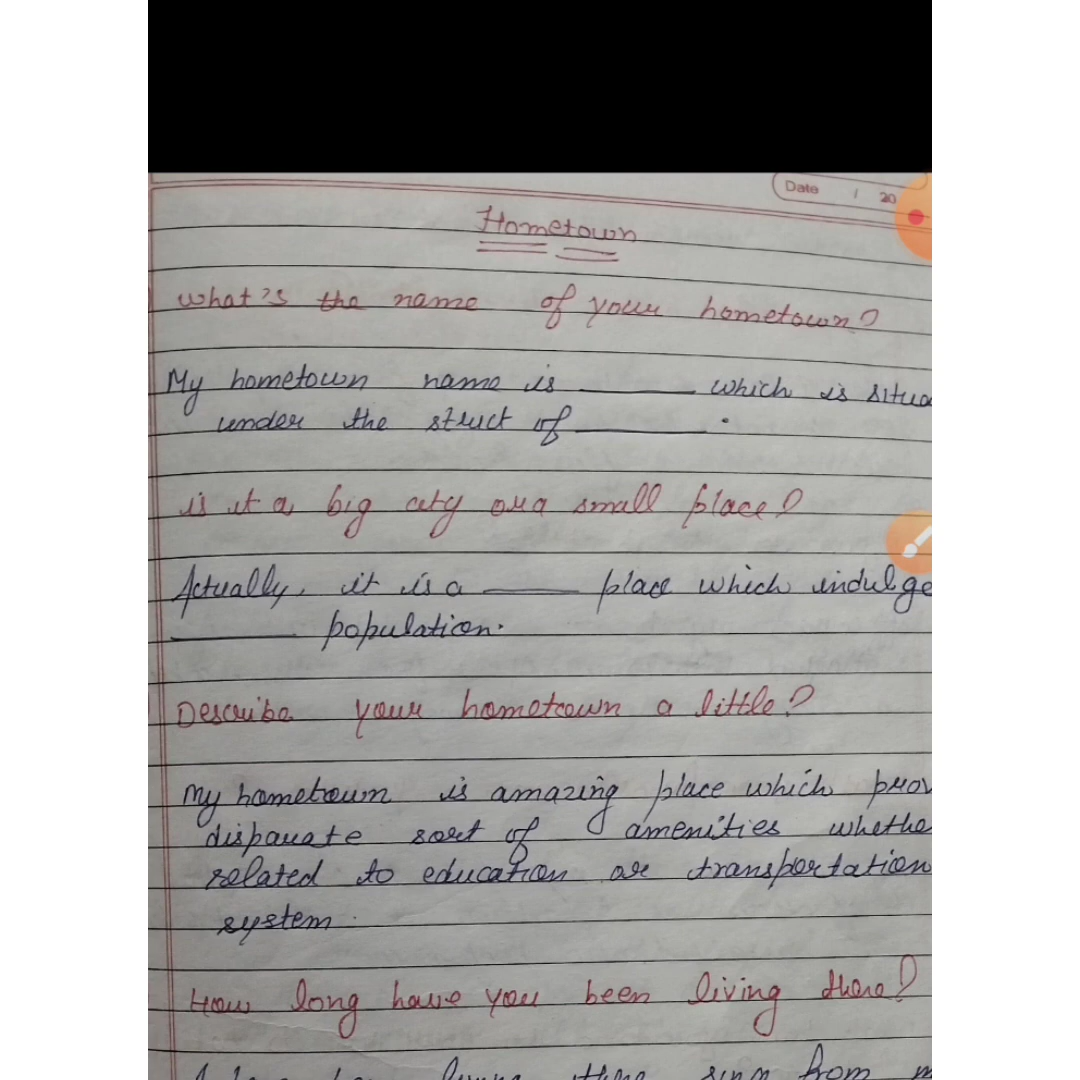 Date / 20
Hometown
what's the name of your hometown?
My hometown name is ______ which is situa
under the struct of ______ .
is it a big city or a small place?
Actually, it is a ______ place which indulge
______ population.
Describe your hometown a little?
My hometown is amazing place which prov
disparate sort of amenities whethe
related to education or transportation
system.
How long have you been living there?
living there from m